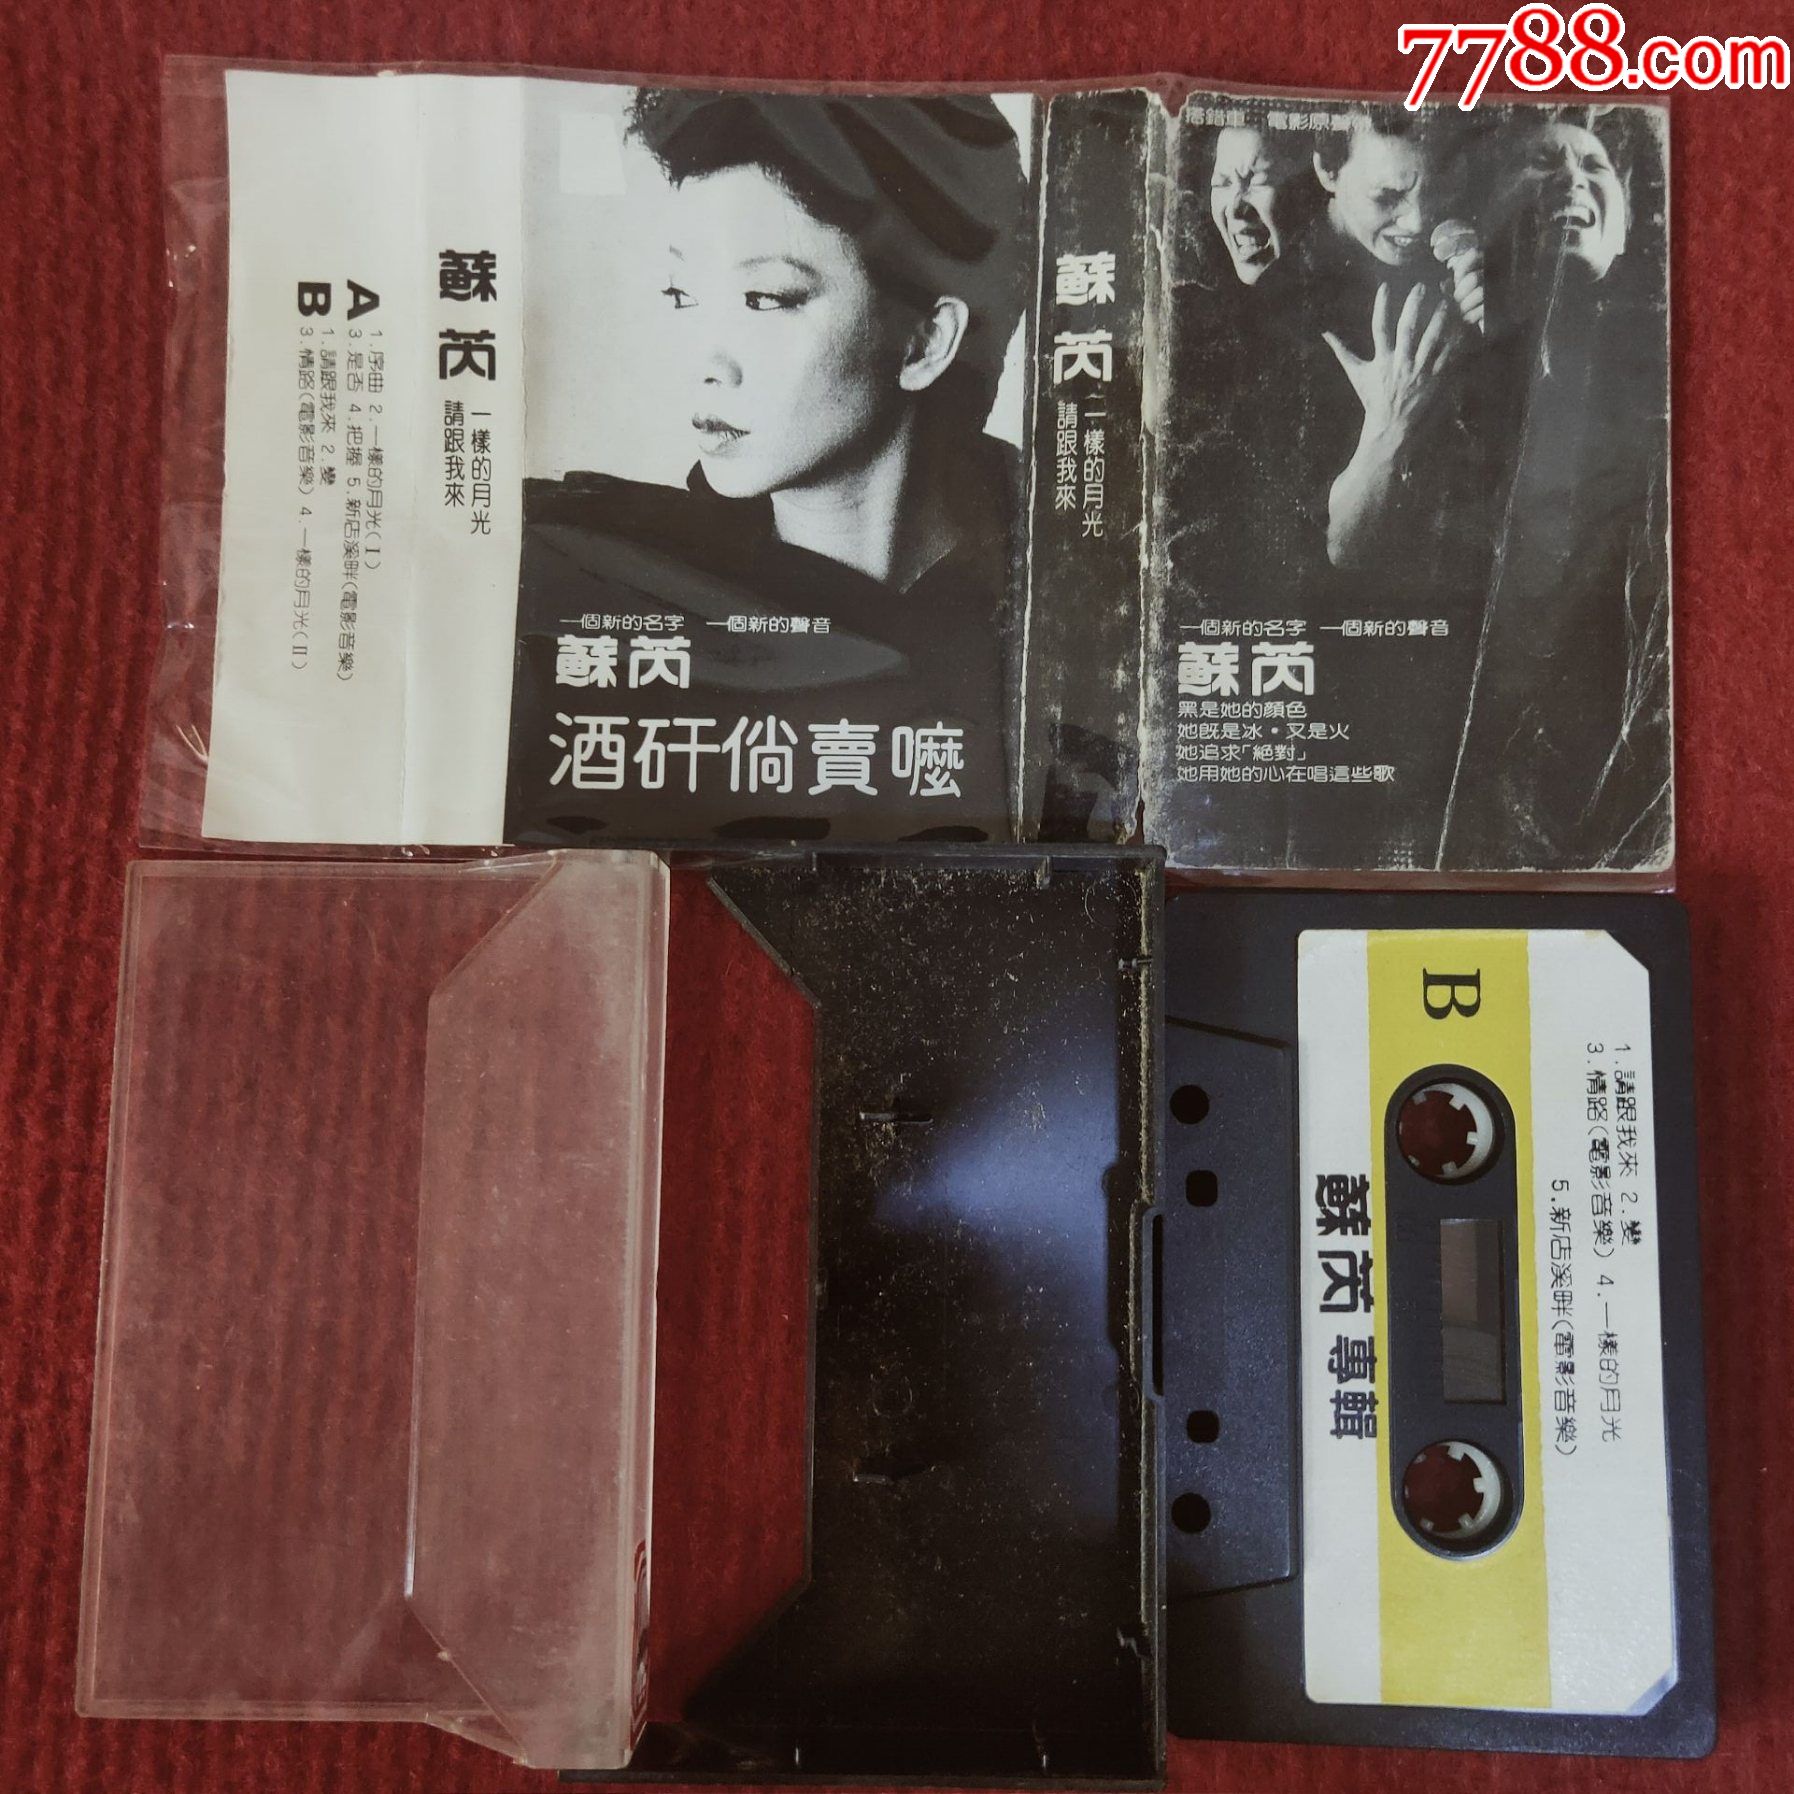 7788.com
A
1.序曲 2.一樣的月光(I)
3.是否 4.把握 5.新店溪畔(電影音樂)
B
1.請跟我來 2.變
3.情路(電影音樂) 4.一樣的月光(II)
蘇芮
一樣的月光
請跟我來
一個新的名字 一個新的聲音
蘇芮
酒矸倘賣嚒
蘇芮
一樣的月光
請跟我來
搭錯車 電影原聲
一個新的名字 一個新的聲音
蘇芮
黑是她的顏色
她既是冰·又是火
她追求「絕對」
她用她的心在唱這些歌
B
1.請跟我來 2.變
3.情路(電影音樂) 4.一樣的月光
5.新店溪畔(電影音樂)
蘇芮專輯